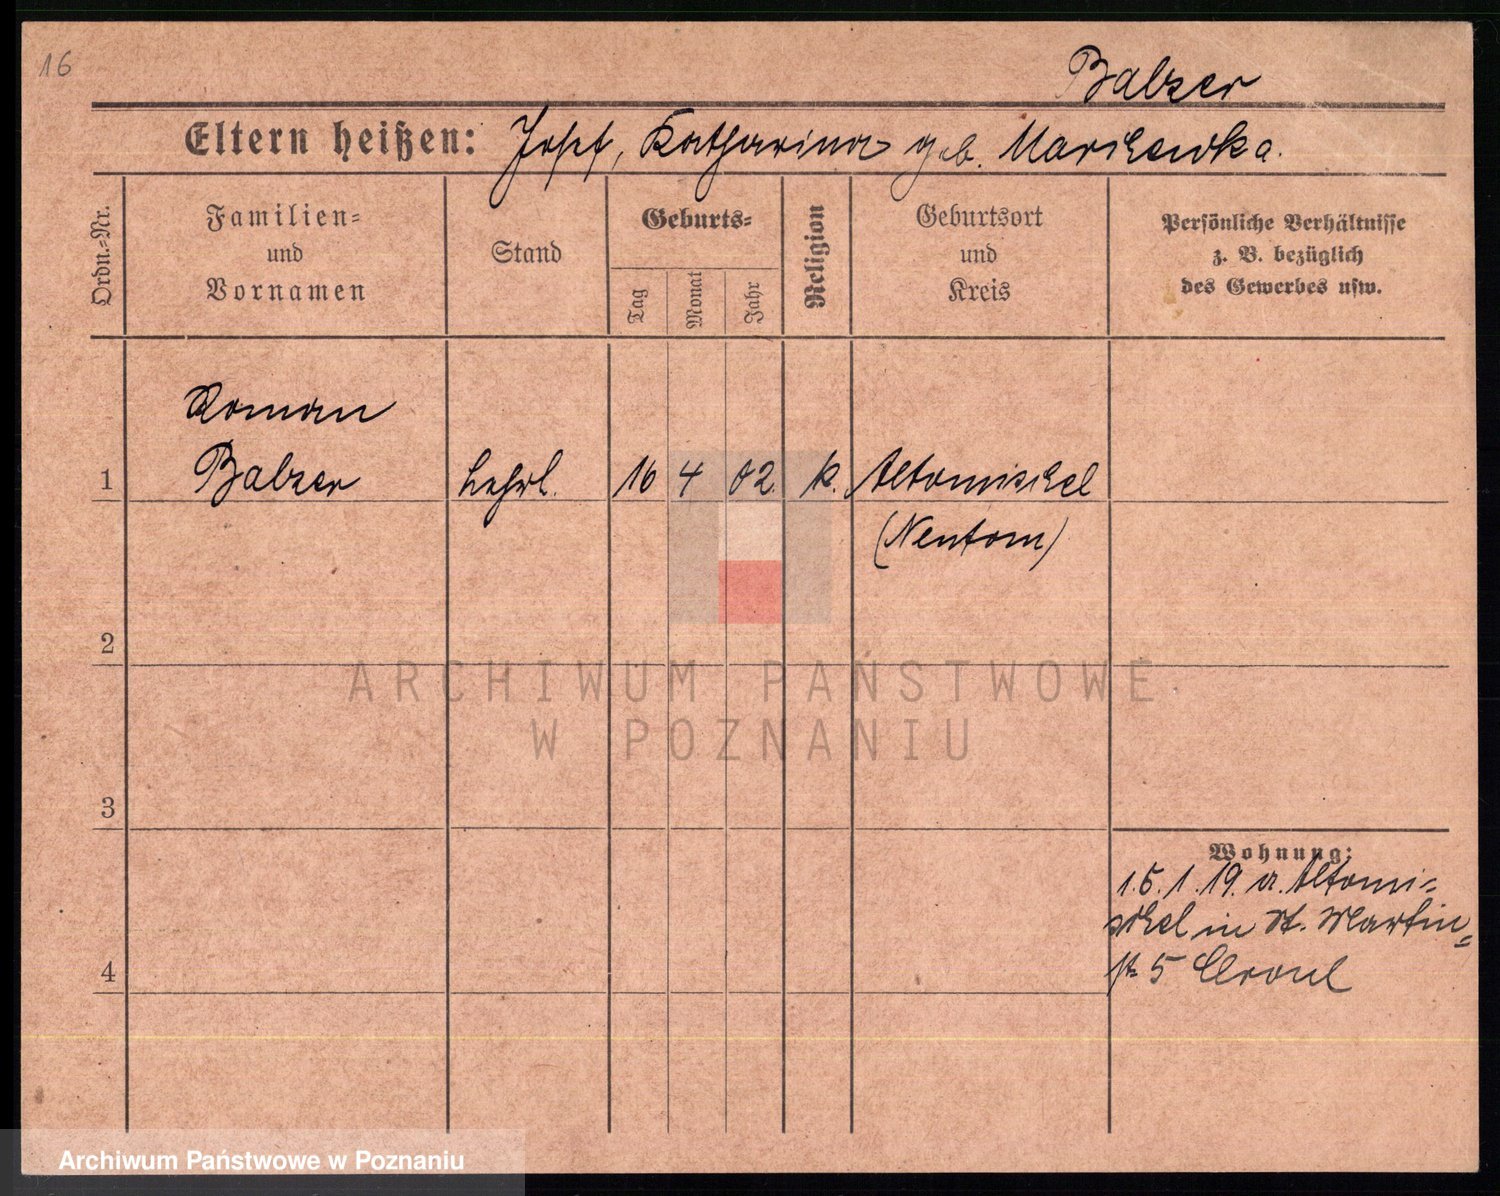 16
Balzer
Eltern heißen: Josef, Katharina geb. Marchewka.
Ordn.-Nr.
Familien-
und
Vornamen
Stand
Geburts-
Tag
Monat
Jahr
Religion
Geburtsort
und
Kreis
Persönliche Verhältnisse
z. B. bezüglich
des Gewerbes usw.
Roman
1 Balzer Lehrl. 16 4 02. k. Altomischel
(Neutom)
2
ARCHIWUM PAŃSTWOWE
W POZNANIU
3
Wohnung:
15.1.19. v. Altomi-
schel in St. Martin-
str 5
4
Archiwum Państwowe w Poznaniu